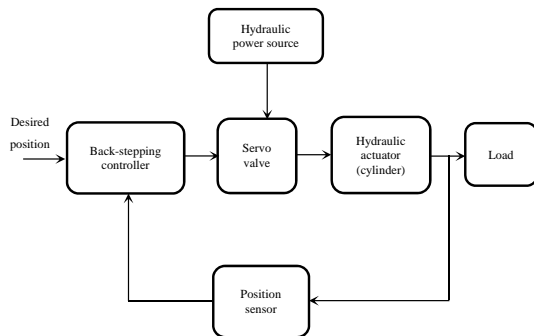 Hydraulic
power source
Desired
position
Back-stepping
controller
Servo
valve
Hydraulic
actuator
(cylinder)
Load
Position
sensor